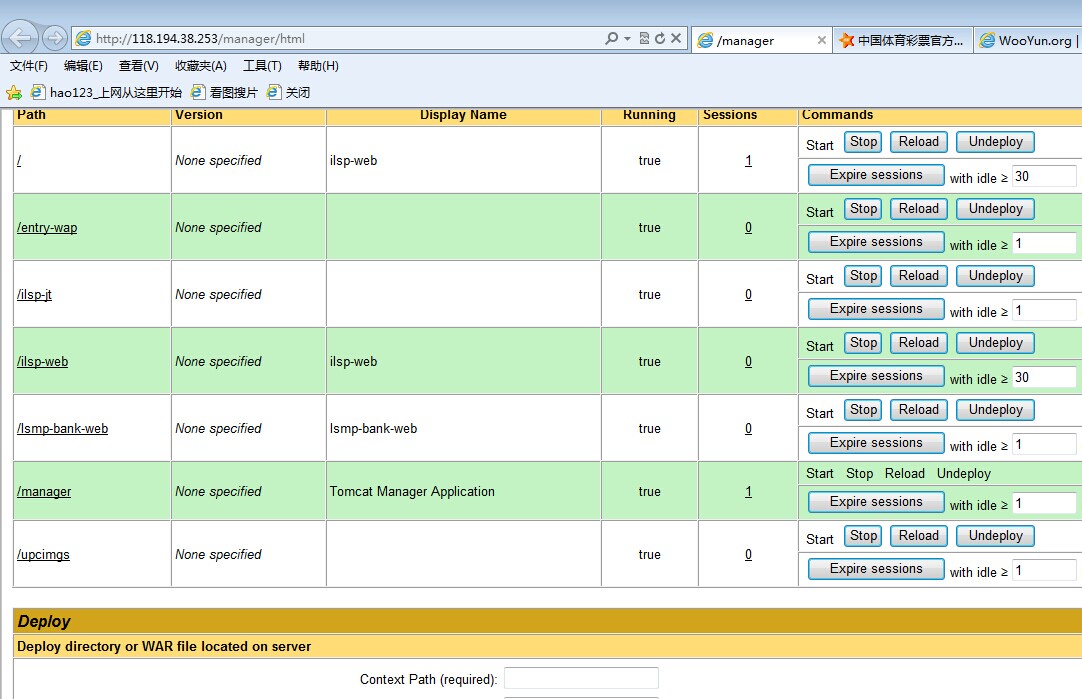 http://118.194.38.253/manager/html
/manager
中国体育彩票官方...
WooYun.org |
文件(F) 编辑(E) 查看(V) 收藏夹(A) 工具(T) 帮助(H)
hao123_上网从这里开始 看图搜片 关闭
Path Version Display Name Running Sessions Commands
/ None specified ilsp-web true 1 Start Stop Reload Undeploy
Expire sessions with idle ≥ 30
/entry-wap None specified true 0 Start Stop Reload Undeploy
Expire sessions with idle ≥ 1
/ilsp-jt None specified true 0 Start Stop Reload Undeploy
Expire sessions with idle ≥ 1
/ilsp-web None specified ilsp-web true 0 Start Stop Reload Undeploy
Expire sessions with idle ≥ 30
/lsmp-bank-web None specified lsmp-bank-web true 0 Start Stop Reload Undeploy
Expire sessions with idle ≥ 1
/manager None specified Tomcat Manager Application true 1 Start Stop Reload Undeploy
Expire sessions with idle ≥ 1
/upcimgs None specified true 0 Start Stop Reload Undeploy
Expire sessions with idle ≥ 1
Deploy
Deploy directory or WAR file located on server
Context Path (required):